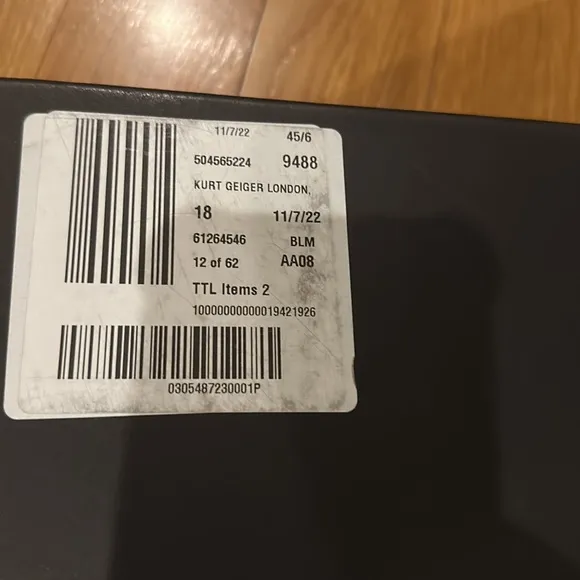 11/7/22 45/6
504565224 9488
KURT GEIGER LONDON,
18 11/7/22
61264546 BLM
12 of 62 AA08
TTL Items 2
1000000000019421926
0305487230001P